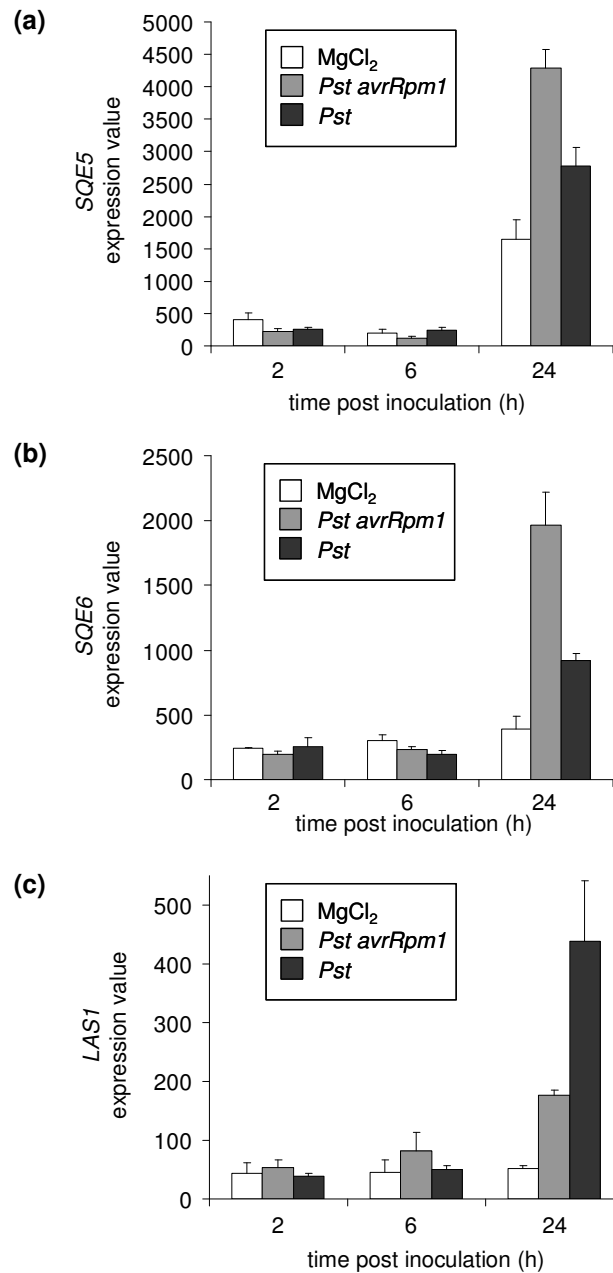 (a)
5000
4500
4000
3500
3000
2500
2000
1500
1000
500
0
SQE5
expression value
MgCl₂
Pst avrRpm1
Pst
2 6 24
time post inoculation (h)
(b)
2500
2000
1500
1000
500
0
SQE6
expression value
MgCl₂
Pst avrRpm1
Pst
2 6 24
time post inoculation (h)
(c)
500
400
300
200
100
0
LAS1
expression value
MgCl₂
Pst avrRpm1
Pst
2 6 24
time post inoculation (h)